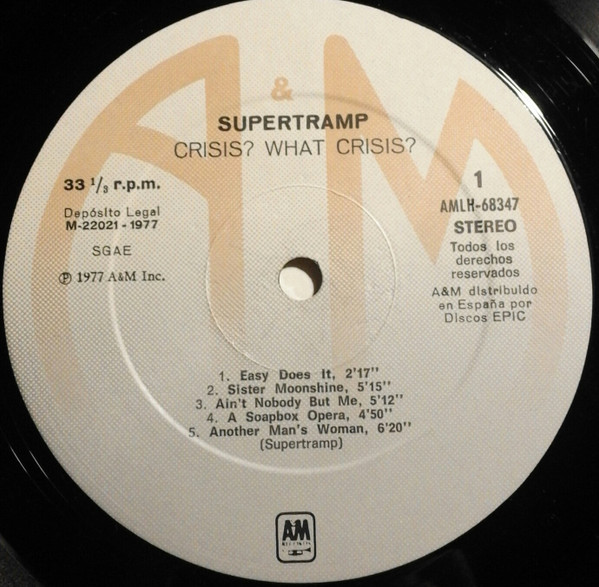 A&M
SUPERTRAMP
CRISIS? WHAT CRISIS?
33 1/3 r.p.m.
Depósito Legal
M-22021-1977
SGAE
℗ 1977 A&M Inc.
1
AMLH-68347
STEREO
Todos los
derechos
reservados
A&M distribuido
en España por
Discos EPIC
1. Easy Does It, 2'17''
2. Sister Moonshine, 5'15''
3. Ain't Nobody But Me, 5'12''
4. A Soapbox Opera, 4'50''
5. Another Man's Woman, 6'20''
(Supertramp)
A&M
RECORDS